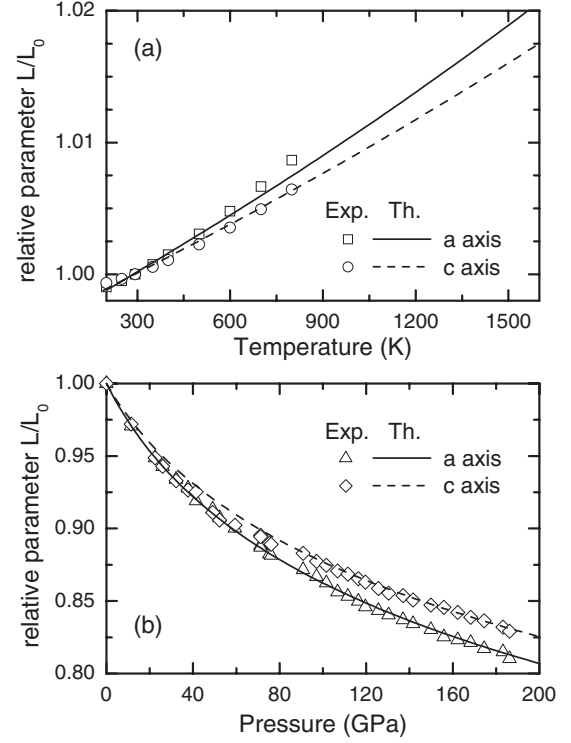 1.02
(a)
1.01
1.00
relative parameter L/L₀
Exp. Th.
a axis
c axis
300 600 900 1200 1500
Temperature (K)
1.00
0.95
0.90
0.85
0.80
relative parameter L/L₀
Exp. Th.
a axis
c axis
(b)
0 40 80 120 160 200
Pressure (GPa)